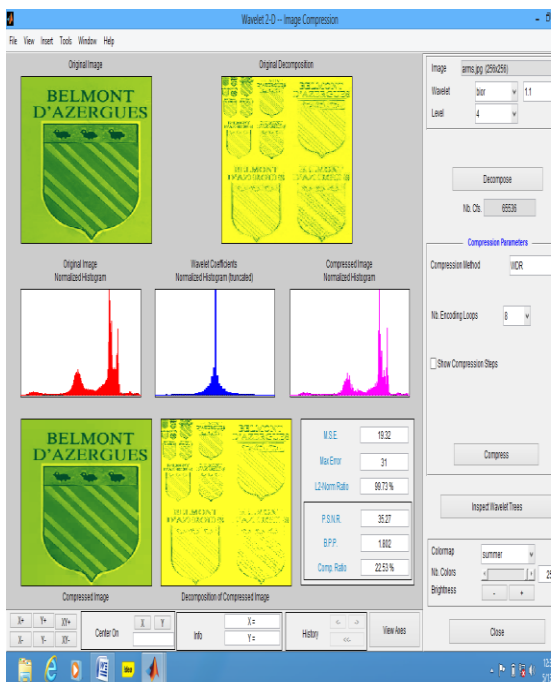 Wavelet 2-D -- Image Compression
File View Insert Tools Window Help
Original Image
BELMONT
D'AZERGUES
Original Decomposition
BELMONT
D'AZERGUES
Original Image
Normalized Histogram
Wavelet Coefficients
Normalized Histogram (truncated)
Compressed Image
Normalized Histogram
BELMONT
D'AZERGUES
Compressed Image
BELMONT
D'AZERGUES
Decomposition of Compressed Image
M.S.E. 19.32
Max Error 31
L2-Norm Ratio 99.73 %
P.S.N.R. 35.27
B.P.P. 1.802
Comp. Ratio 22.53 %
Image arms.jpg (256x256)
Wavelet bior 1.1
Level 4
Decompose
Nb. Cfs. 65536
Compression Parameters
Compression Method WDR
Nb. Encoding Loops 8
Show Compression Steps
Compress
Inspect Wavelet Trees
Colormap summer
Nb. Colors 25
Brightness - +
Close
X+ Y+ XY+
X- Y- XY-
Center On X Y
Info X = Y =
History <- ->
<<-
View Axes